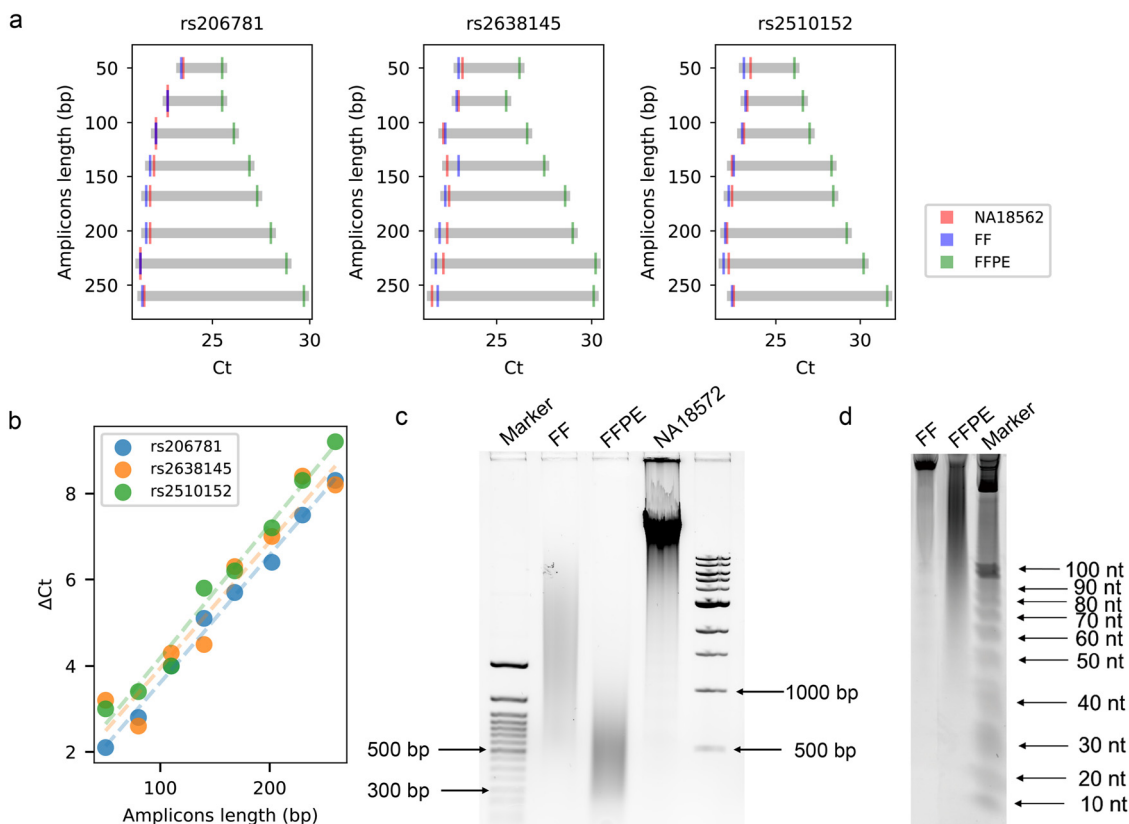 a
rs206781
rs2638145
rs2510152
Amplicons length (bp)
50
100
150
200
250
25
30
Ct
Amplicons length (bp)
50
100
150
200
250
25
30
Ct
Amplicons length (bp)
50
100
150
200
250
25
30
Ct
NA18562
FF
FFPE
b
rs206781
rs2638145
rs2510152
ΔCt
8
6
4
2
100
200
Amplicons length (bp)
c
Marker
FF
FFPE
NA18572
500 bp
300 bp
1000 bp
500 bp
d
FF
FFPE
Marker
100 nt
90 nt
80 nt
70 nt
60 nt
50 nt
40 nt
30 nt
20 nt
10 nt